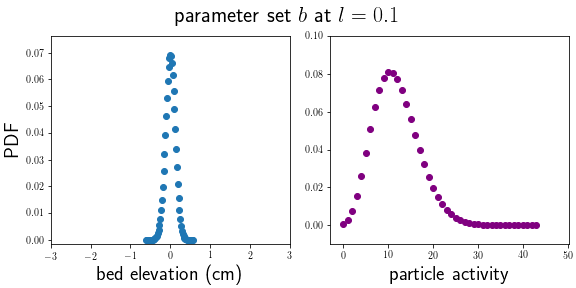 parameter set b at l = 0.1
PDF
0.07
0.06
0.05
0.04
0.03
0.02
0.01
0.00
−3 −2 −1 0 1 2 3
bed elevation (cm)
0.10
0.08
0.06
0.04
0.02
0.00
0 10 20 30 40 50
particle activity